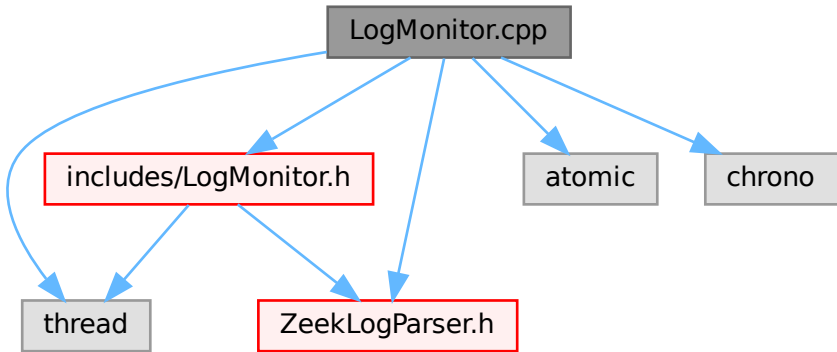 LogMonitor.cpp
includes/LogMonitor.h
atomic
chrono
thread
ZeekLogParser.h